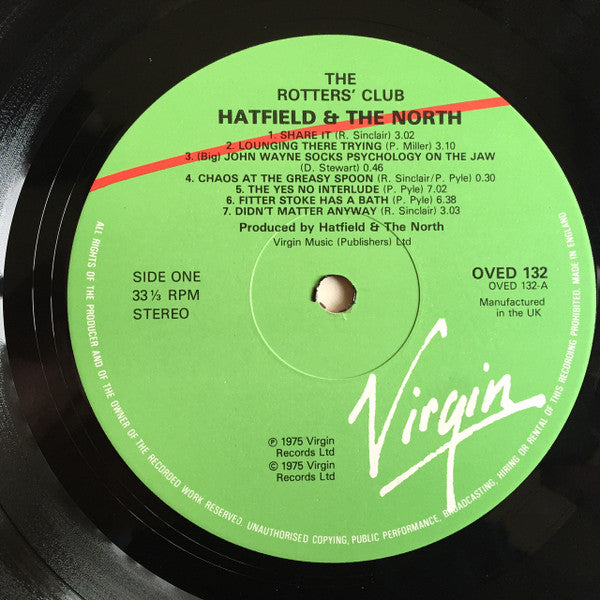 THE
ROTTERS' CLUB
HATFIELD & THE NORTH
1. SHARE IT (R. Sinclair) 3.02
2. LOUNGING THERE TRYING (P. Miller) 3.10
3. (Big) JOHN WAYNE SOCKS PSYCHOLOGY ON THE JAW
(D. Stewart) 0.46
4. CHAOS AT THE GREASY SPOON (R. Sinclair/P. Pyle) 0.30
5. THE YES NO INTERLUDE (P. Pyle) 7.02
6. FITTER STOKE HAS A BATH (P. Pyle) 6.38
7. DIDN'T MATTER ANYWAY (R. Sinclair) 3.03
Produced by Hatfield & The North
Virgin Music (Publishers) Ltd
SIDE ONE
33⅓ RPM
STEREO
OVED 132
OVED 132-A
Manufactured
in the UK
Virgin
℗ 1975 Virgin
Records Ltd
© 1975 Virgin
Records Ltd
ALL RIGHTS OF THE PRODUCER AND OF THE OWNER OF THE RECORDED WORK RESERVED. UNAUTHORISED COPYING, PUBLIC PERFORMANCE, BROADCASTING, HIRING OR RENTAL OF THIS RECORDING PROHIBITED. MADE IN ENGLAND